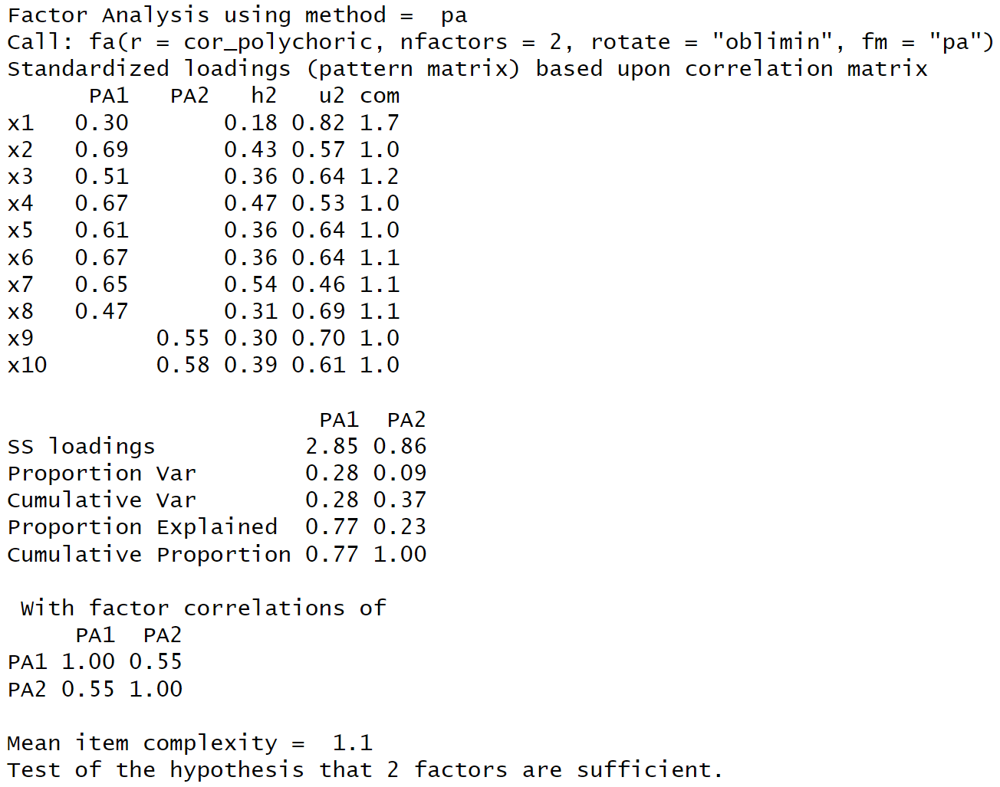 Factor Analysis using method =  pa
Call: fa(r = cor_polychoric, nfactors = 2, rotate = "oblimin", fm = "pa")
Standardized loadings (pattern matrix) based upon correlation matrix
      PA1   PA2   h2   u2 com
x1   0.30       0.18 0.82 1.7
x2   0.69       0.43 0.57 1.0
x3   0.51       0.36 0.64 1.2
x4   0.67       0.47 0.53 1.0
x5   0.61       0.36 0.64 1.0
x6   0.67       0.36 0.64 1.1
x7   0.65       0.54 0.46 1.1
x8   0.47       0.31 0.69 1.1
x9         0.55 0.30 0.70 1.0
x10        0.58 0.39 0.61 1.0

                       PA1  PA2
SS loadings           2.85 0.86
Proportion Var        0.28 0.09
Cumulative Var        0.28 0.37
Proportion Explained  0.77 0.23
Cumulative Proportion 0.77 1.00

 With factor correlations of
     PA1  PA2
PA1 1.00 0.55
PA2 0.55 1.00

Mean item complexity =  1.1
Test of the hypothesis that 2 factors are sufficient.